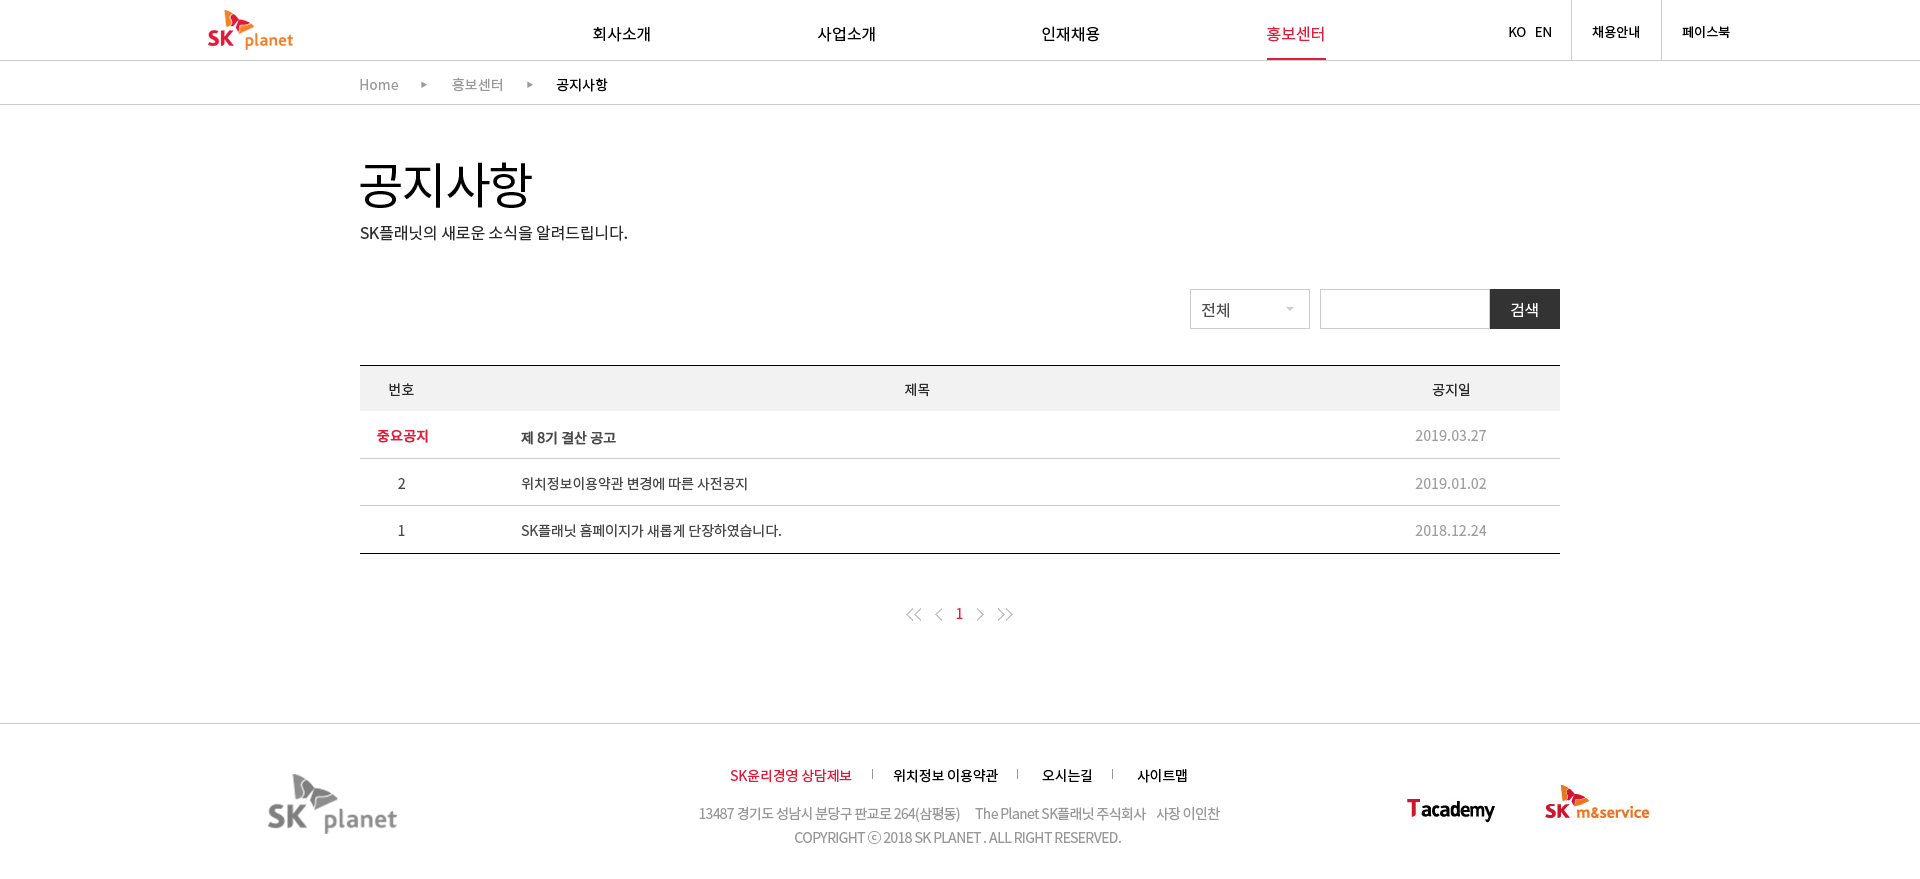 SK planet
회사소개
사업소개
인재채용
홍보센터
KO EN
채용안내
페이스북
Home ▸ 홍보센터 ▸ 공지사항
공지사항
SK플래닛의 새로운 소식을 알려드립니다.
전체
검색
번호 제목 공지일
중요공지 제 8기 결산 공고 2019.03.27
2 위치정보이용약관 변경에 따른 사전공지 2019.01.02
1 SK플래닛 홈페이지가 새롭게 단장하였습니다. 2018.12.24
1
SK planet
SK윤리경영 상담제보 | 위치정보 이용약관 | 오시는길 | 사이트맵
13487 경기도 성남시 분당구 판교로 264(삼평동) The Planet SK플래닛 주식회사 사장 이인찬
COPYRIGHT ⓒ 2018 SK PLANET . ALL RIGHT RESERVED.
T academy
SK m&service